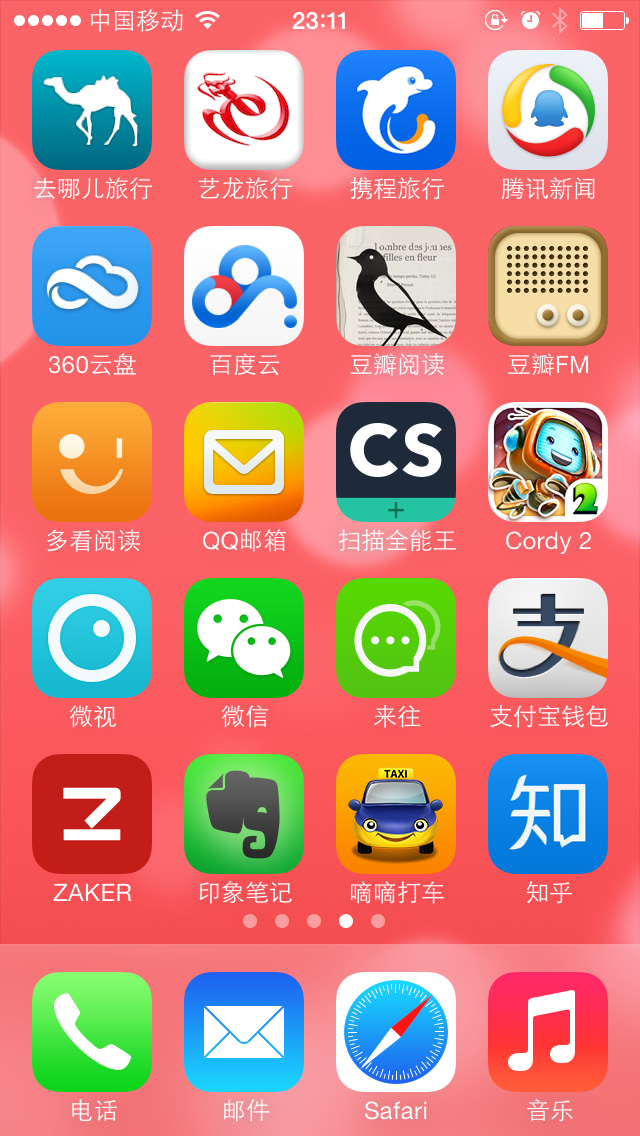 中国移动 23:11
去哪儿旅行 艺龙旅行 携程旅行 腾讯新闻
360云盘 百度云 豆瓣阅读 豆瓣FM
CS
2
多看阅读 QQ邮箱 扫描全能王 Cordy 2
支
微视 微信 来往 支付宝钱包
TAXI
知
ZAKER 印象笔记 嘀嘀打车 知乎
电话 邮件 Safari 音乐